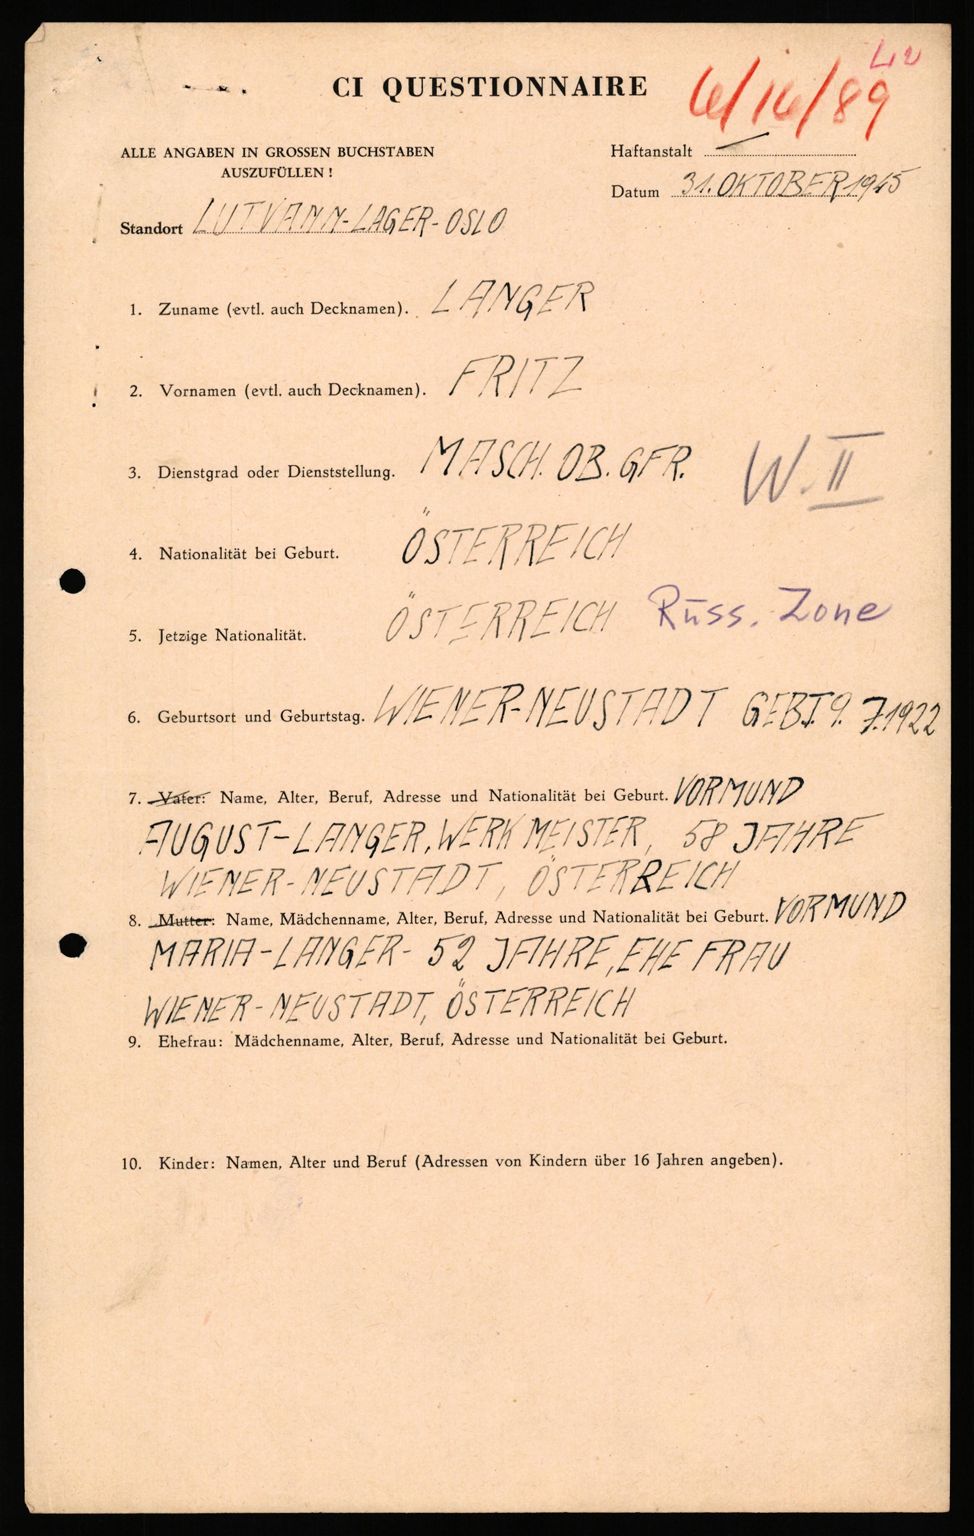 L2
CI QUESTIONNAIRE
6/16/89
ALLE ANGABEN IN GROSSEN BUCHSTABEN
AUSZUFÜLLEN!
Haftanstalt —
Datum 31. OKTOBER 1945
Standort LUTVANN-LAGER-OSLO
1. Zuname (evtl. auch Decknamen). LANGER
2. Vornamen (evtl. auch Decknamen). FRITZ
3. Dienstgrad oder Dienststellung. MASCH. OB. GFR.
W. II
4. Nationalität bei Geburt. ÖSTERREICH
5. Jetzige Nationalität. ÖSTERREICH Russ. Zone
6. Geburtsort und Geburtstag. WIENER-NEUSTADT GEBT. 9. 7.1922
7. Vater: Name, Alter, Beruf, Adresse und Nationalität bei Geburt. VORMUND
AUGUST-LANGER, WERKMEISTER, 58 JAHRE
WIENER-NEUSTADT, ÖSTERREICH
8. Mutter: Name, Mädchenname, Alter, Beruf, Adresse und Nationalität bei Geburt. VORMUND
MARIA-LANGER- 52 JAHRE, EHE FRAU
WIENER-NEUSTADT, ÖSTERREICH
9. Ehefrau: Mädchenname, Alter, Beruf, Adresse und Nationalität bei Geburt.
10. Kinder: Namen, Alter und Beruf (Adressen von Kindern über 16 Jahren angeben).